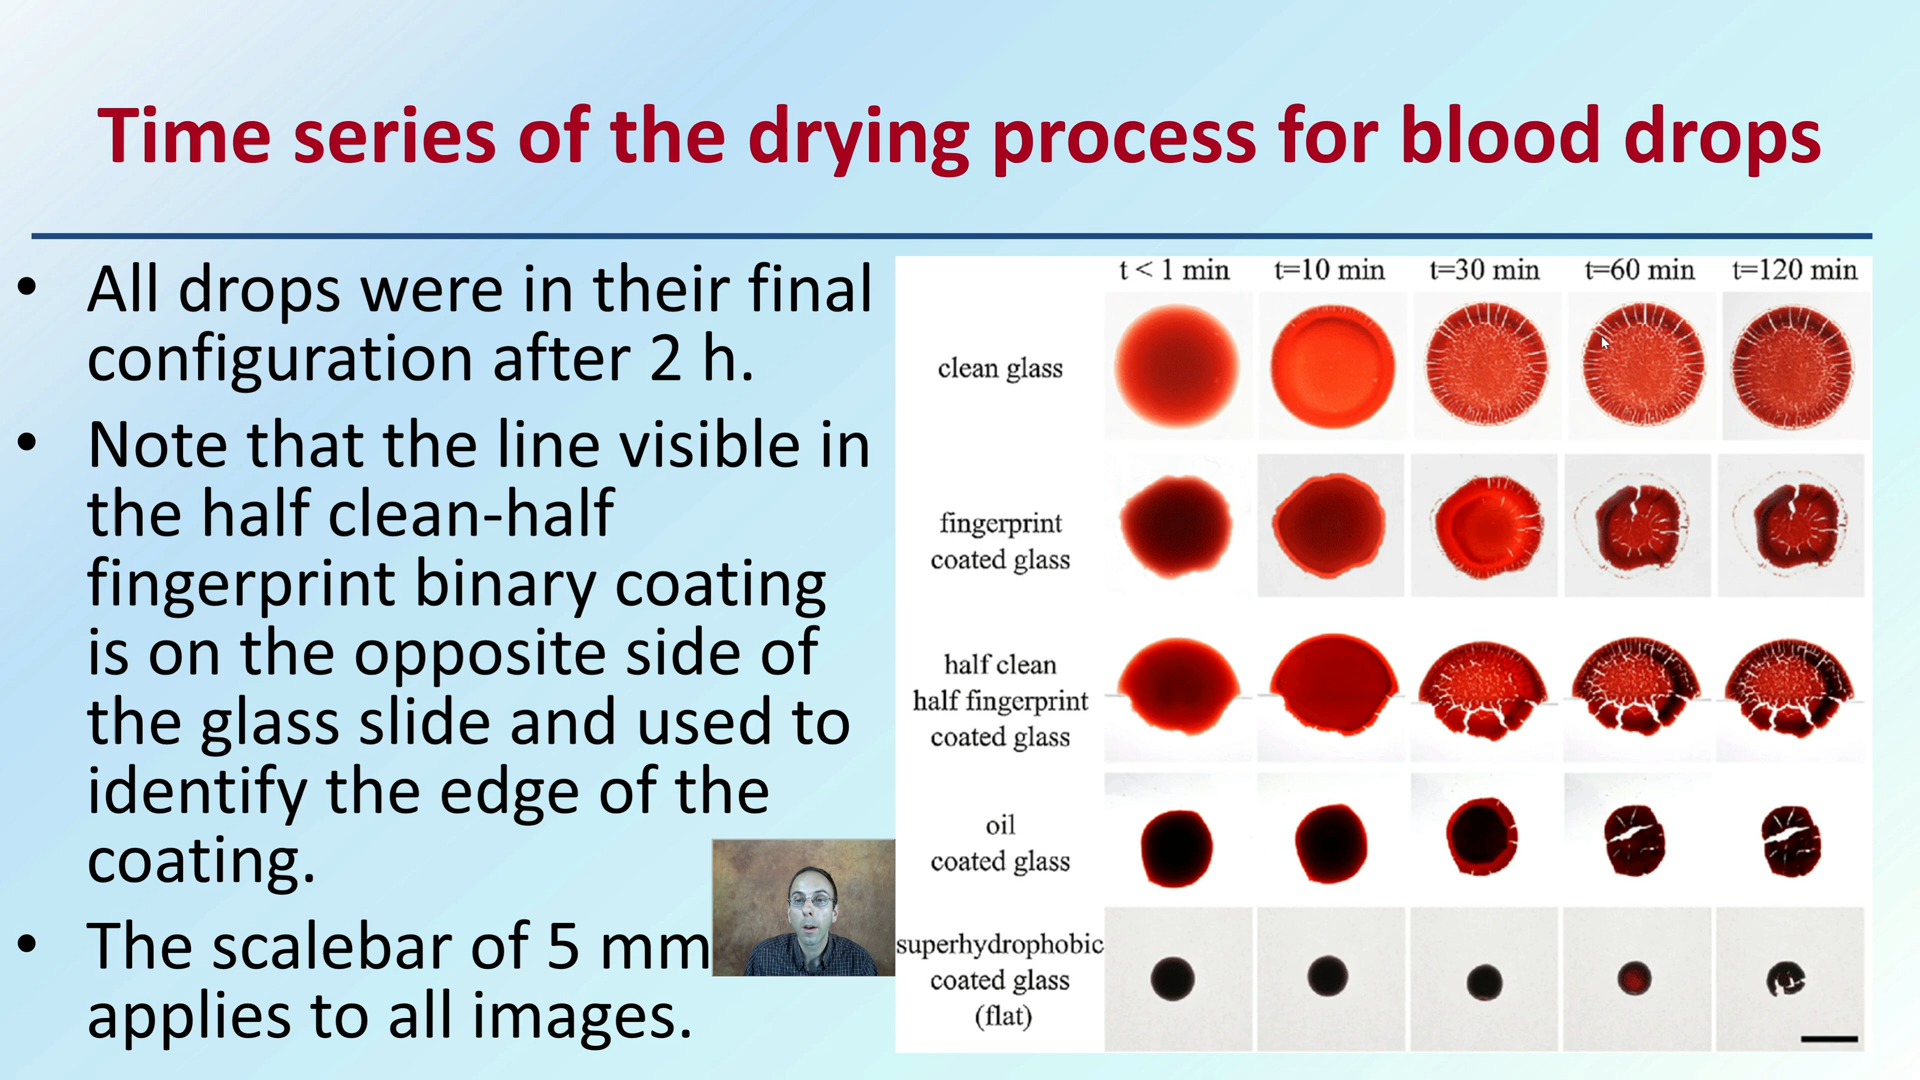 Time series of the drying process for blood drops
• All drops were in their final
configuration after 2 h.
• Note that the line visible in
the half clean-half
fingerprint binary coating
is on the opposite side of
the glass slide and used to
identify the edge of the
coating.
• The scalebar of 5 mm
applies to all images.
t < 1 min t=10 min t=30 min t=60 min t=120 min
clean glass
fingerprint
coated glass
half clean
half fingerprint
coated glass
oil
coated glass
superhydrophobic
coated glass
(flat)